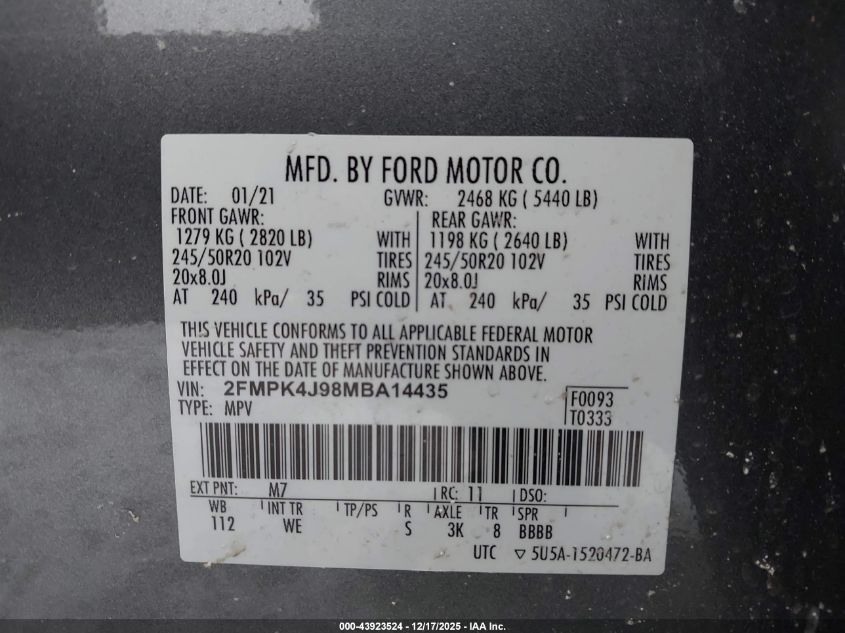 MFD. BY FORD MOTOR CO.
DATE: 01/21 GVWR: 2468 KG ( 5440 LB)
FRONT GAWR: REAR GAWR:
1279 KG ( 2820 LB) WITH 1198 KG ( 2640 LB) WITH
245/50R20 102V TIRES 245/50R20 102V TIRES
20x8.0J RIMS 20x8.0J RIMS
AT 240 kPa/ 35 PSI COLD AT 240 kPa/ 35 PSI COLD
THIS VEHICLE CONFORMS TO ALL APPLICABLE FEDERAL MOTOR
VEHICLE SAFETY AND THEFT PREVENTION STANDARDS IN
EFFECT ON THE DATE OF MANUFACTURE SHOWN ABOVE.
VIN: 2FMPK4J98MBA14435 F0093
TYPE: MPV T0333
EXT PNT: M7 RC: 11 DSO:
WB INT TR TP/PS R AXLE TR SPR
112 WE S 3K 8 BBBB
UTC ▽ 5U5A-1520472-BA
000-43923524 - 12/17/2025 - IAA Inc.